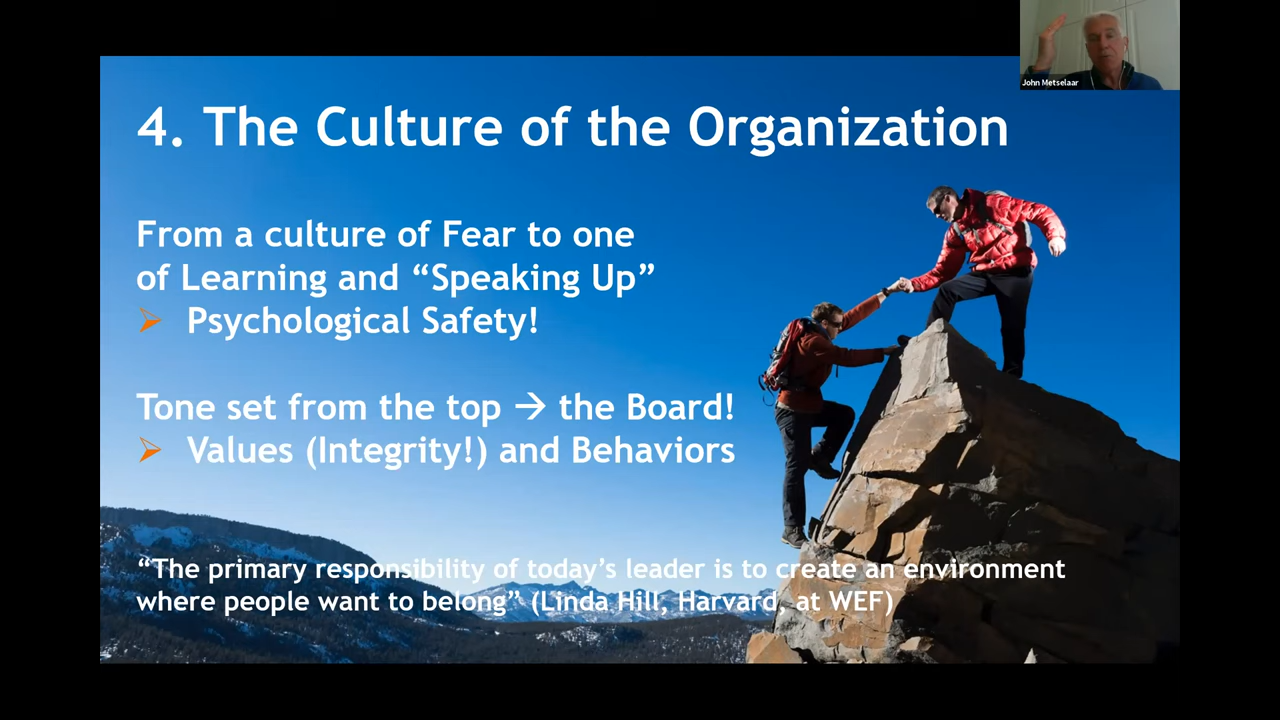 John Metselaar
4. The Culture of the Organization
From a culture of Fear to one
of Learning and “Speaking Up”
➢ Psychological Safety!
Tone set from the top → the Board!
➢ Values (Integrity!) and Behaviors
“The primary responsibility of today’s leader is to create an environment
where people want to belong” (Linda Hill, Harvard, at WEF)